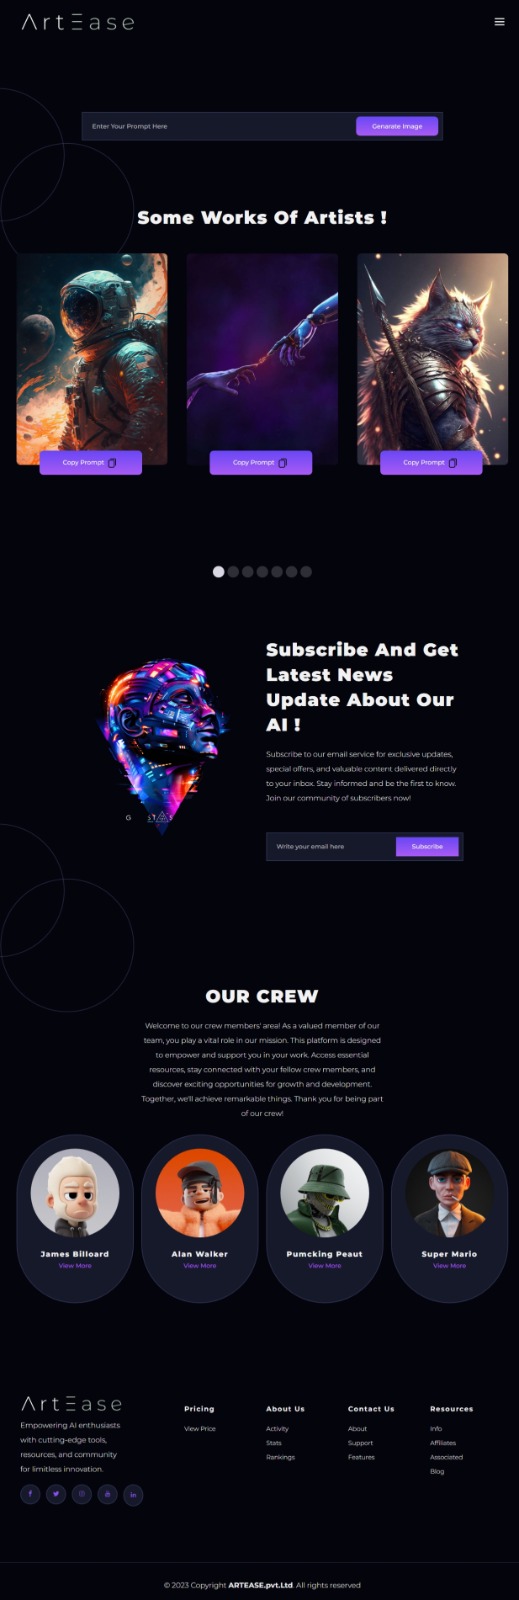 ArtEase
Enter Your Prompt Here
Genarate Image
Some Works Of Artists !
Copy Prompt
Copy Prompt
Copy Prompt
Subscribe And Get
Latest News
Update About Our
AI !
Subscribe to our email service for exclusive updates,
special offers, and valuable content delivered directly
to your inbox. Stay informed and be the first to know.
Join our community of subscribers now!
Write your email here
Subscribe
OUR CREW
Welcome to our crew members' area! As a valued member of our
team, you play a vital role in our mission. This platform is designed
to empower and support you in your work. Access essential
resources, stay connected with your fellow crew members, and
discover exciting opportunities for growth and development.
Together, we'll achieve remarkable things. Thank you for being part
of our crew!
James Billoard
View More
Alan Walker
View More
Pumcking Peaut
View More
Super Mario
View More
ArtEase
Empowering AI enthusiasts
with cutting-edge tools,
resources, and community
for limitless innovation.
Pricing
View Price
About Us
Activity
Stats
Rankings
Contact Us
About
Support
Features
Resources
Info
Affiliates
Associated
Blog
© 2023 Copyright ARTEASE.pvt.Ltd. All rights reserved